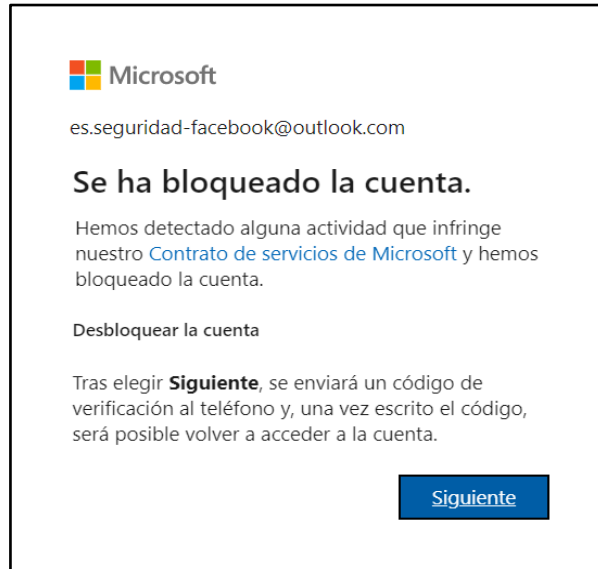 Microsoft
es.seguridad-facebook@outlook.com
Se ha bloqueado la cuenta.
Hemos detectado alguna actividad que infringe
nuestro Contrato de servicios de Microsoft y hemos
bloqueado la cuenta.
Desbloquear la cuenta
Tras elegir Siguiente, se enviará un código de
verificación al teléfono y, una vez escrito el código,
será posible volver a acceder a la cuenta.
Siguiente